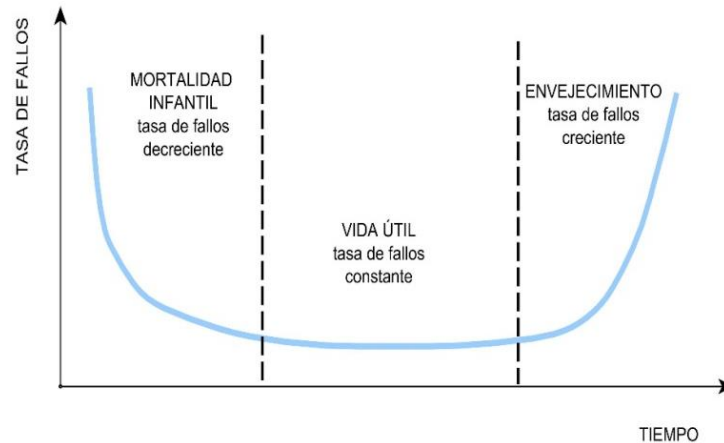 TASA DE FALLOS
MORTALIDAD
INFANTIL
tasa de fallos
decreciente
VIDA ÚTIL
tasa de fallos
constante
ENVEJECIMIENTO
tasa de fallos
creciente
TIEMPO